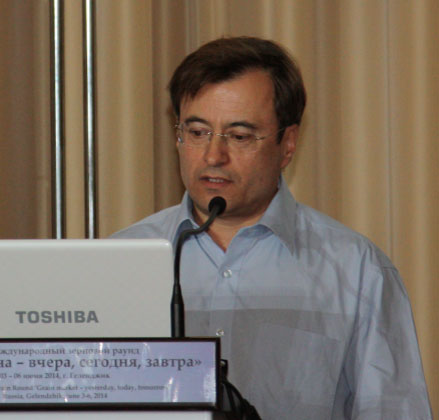 TOSHIBA
ждународный зерновой раунд
на – вчера, сегодня, завтра»
03 – 06 июня 2014, г. Геленджик
Round "Grain market – yesterday, today, tomorrow
Russia, Gelendzhik, June 3-6, 2014